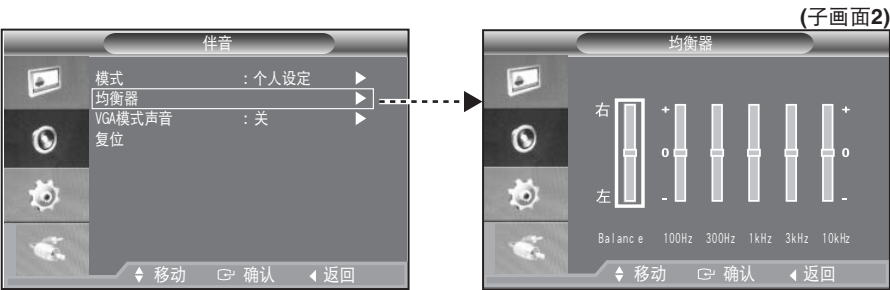 (子画面2)
伴音
模式 : 个人设定 ▶
均衡器 ▶
VGA模式声音 : 关 ▶
复位
移动 确认 返回
均衡器
右 + +
0 0
左 - -
Balance 100Hz 300Hz 1kHz 3kHz 10kHz
移动 确认 返回